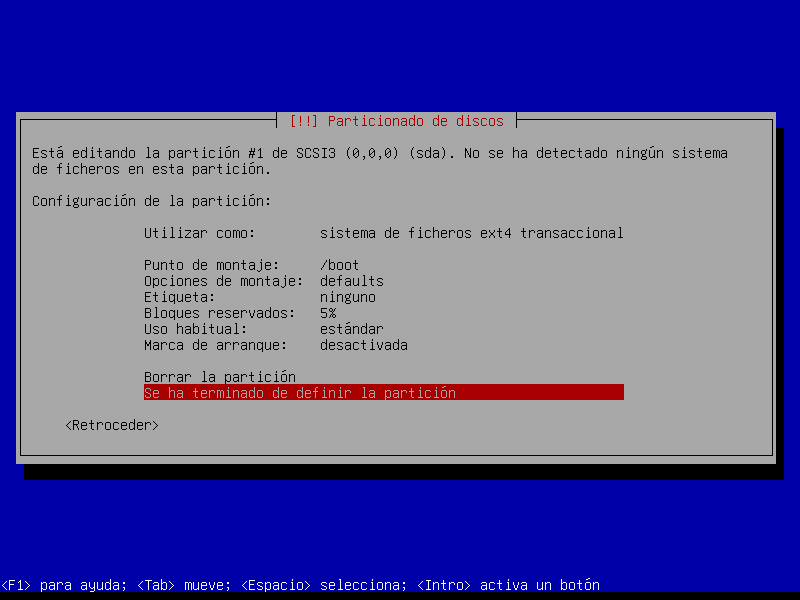 [!!] Particionado de discos
Está editando la partición #1 de SCSI3 (0,0,0) (sda). No se ha detectado ningún sistema
de ficheros en esta partición.
Configuración de la partición:
Utilizar como: sistema de ficheros ext4 transaccional
Punto de montaje: /boot
Opciones de montaje: defaults
Etiqueta: ninguno
Bloques reservados: 5%
Uso habitual: estándar
Marca de arranque: desactivada
Borrar la partición
Se ha terminado de definir la partición
<Retroceder>
<F1> para ayuda; <Tab> mueve; <Espacio> selecciona; <Intro> activa un botón